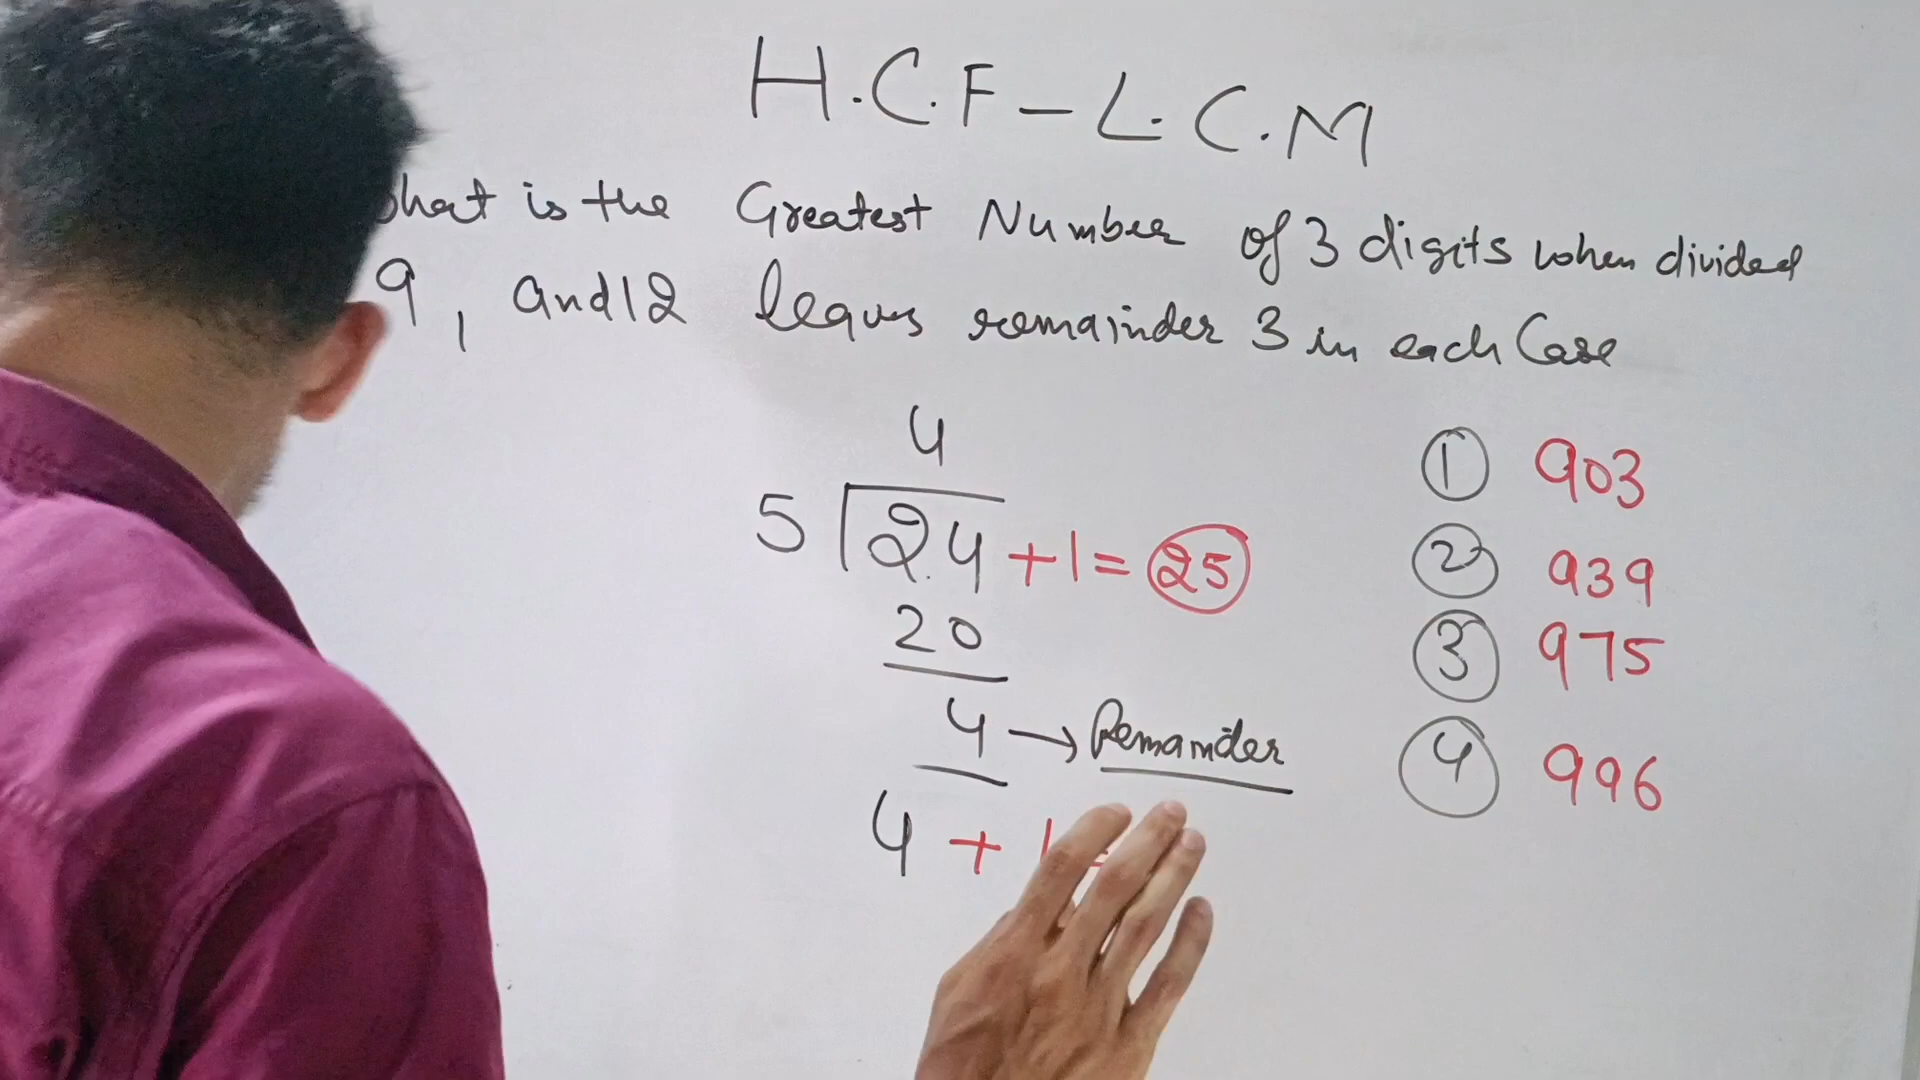 H.C.F - L.C.M
is the Greatest Number of 3 digits when divided
9, and 12 leaves remainder 3 in each Case
4
5 24 + 1 = 25
20
4 → Remainder
4 +
1 903
2 939
3 975
4 996